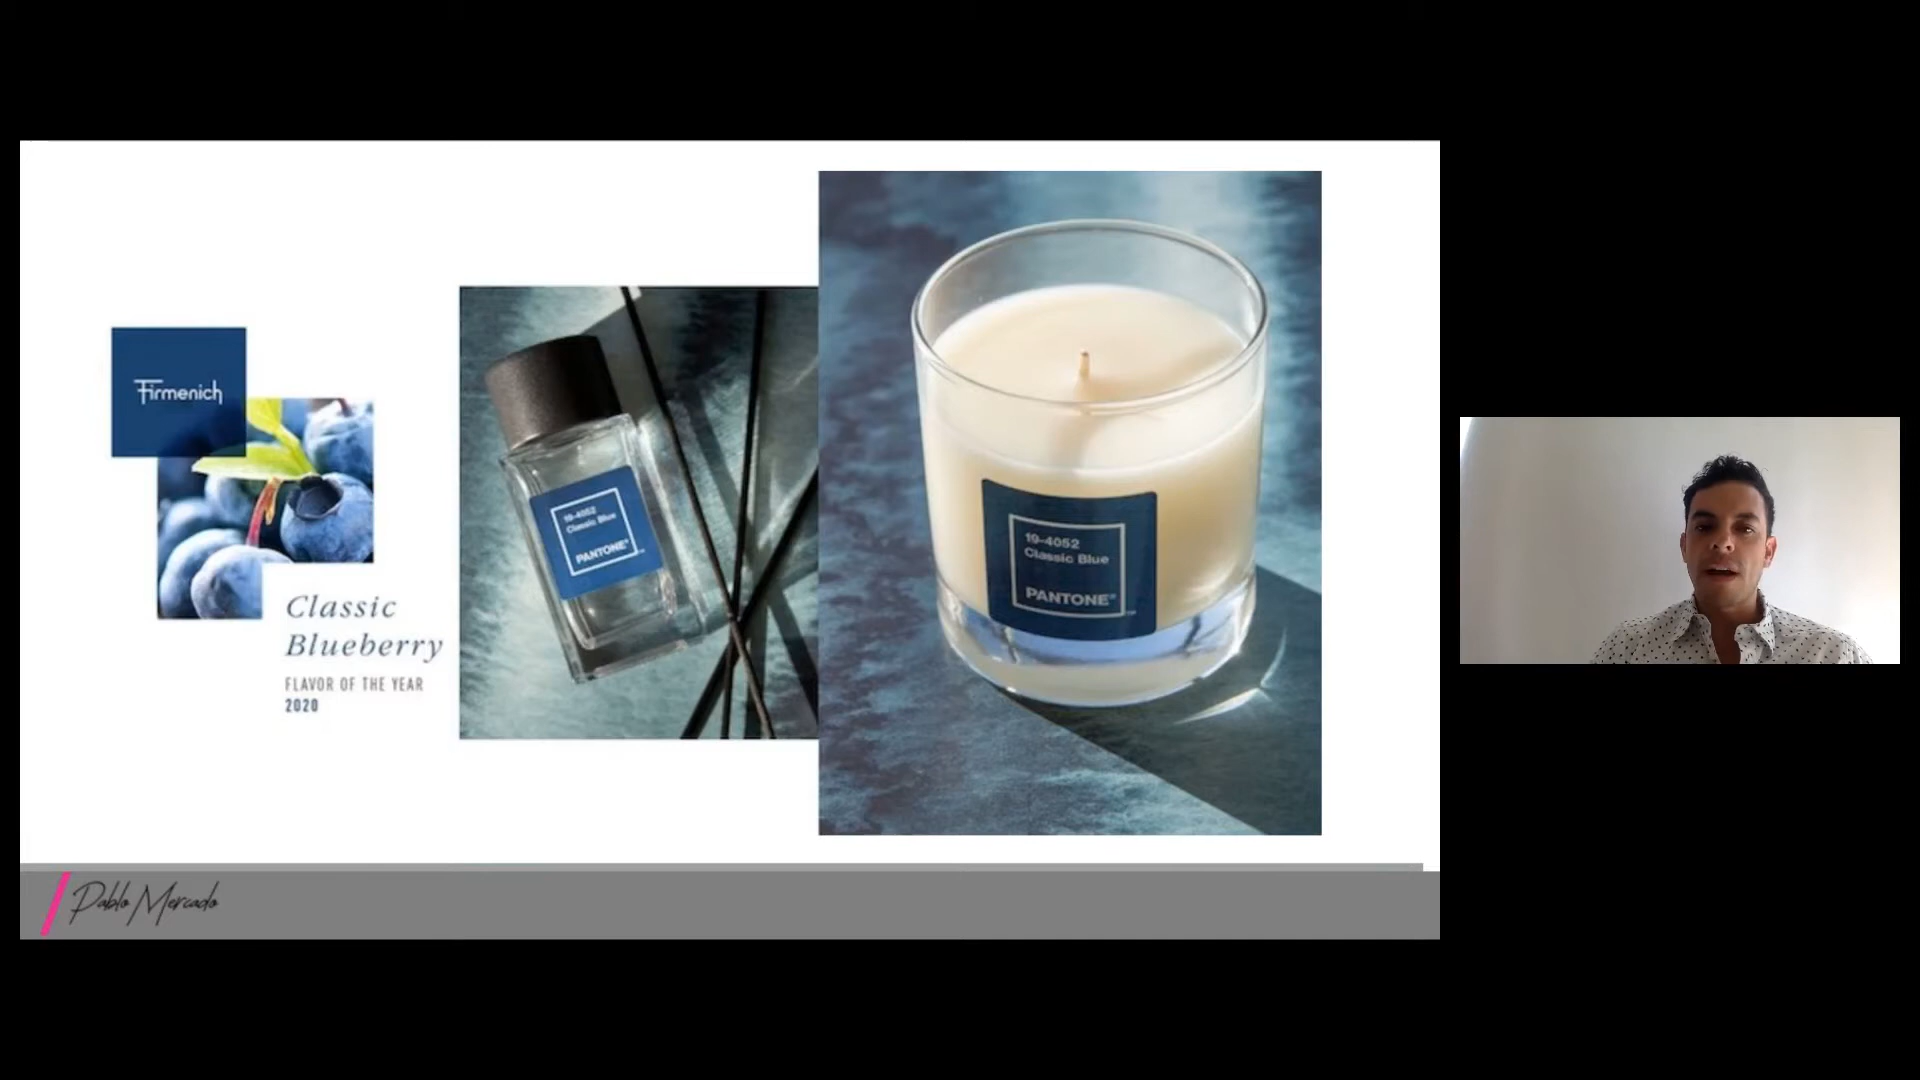 Firmenich
Classic
Blueberry
FLAVOR OF THE YEAR
2020
19-4052
Classic Blue
PANTONE®
19-4052
Classic Blue
PANTONE®
TM
Pablo Mercado